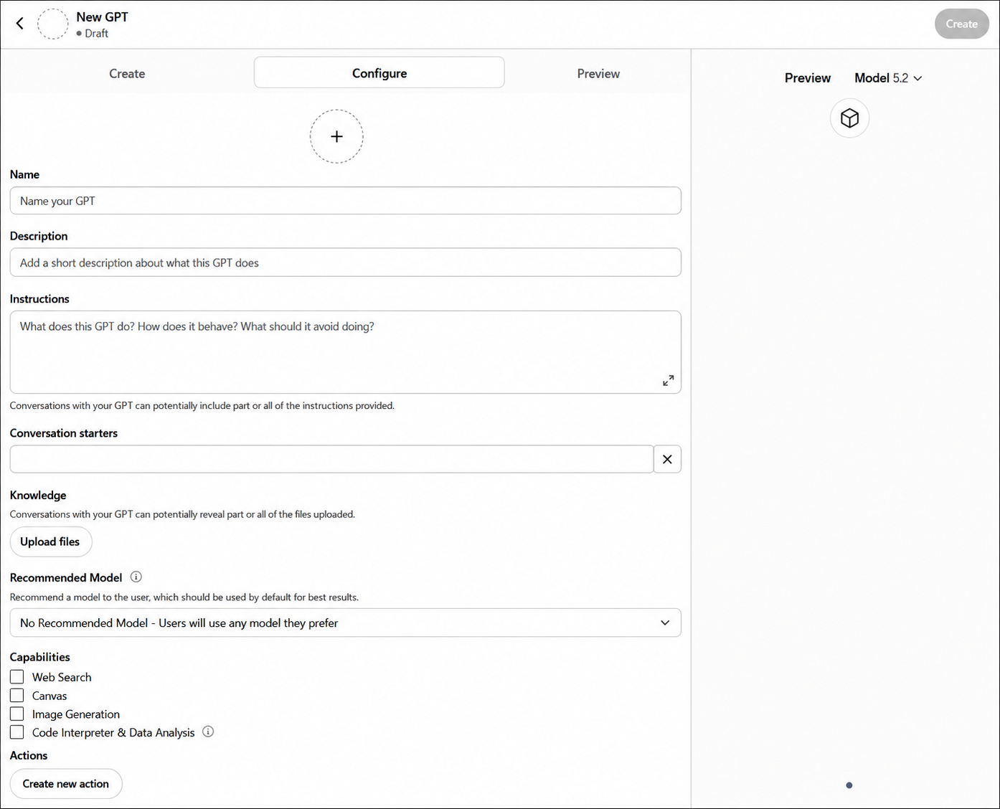 New GPT
Draft
Create
Create
Configure
Preview
Preview
Model 5.2
Name
Name your GPT
Description
Add a short description about what this GPT does
Instructions
What does this GPT do? How does it behave? What should it avoid doing?
Conversations with your GPT can potentially include part or all of the instructions provided.
Conversation starters
Knowledge
Conversations with your GPT can potentially reveal part or all of the files uploaded.
Upload files
Recommended Model
Recommend a model to the user, which should be used by default for best results.
No Recommended Model - Users will use any model they prefer
Capabilities
Web Search
Canvas
Image Generation
Code Interpreter & Data Analysis
Actions
Create new action